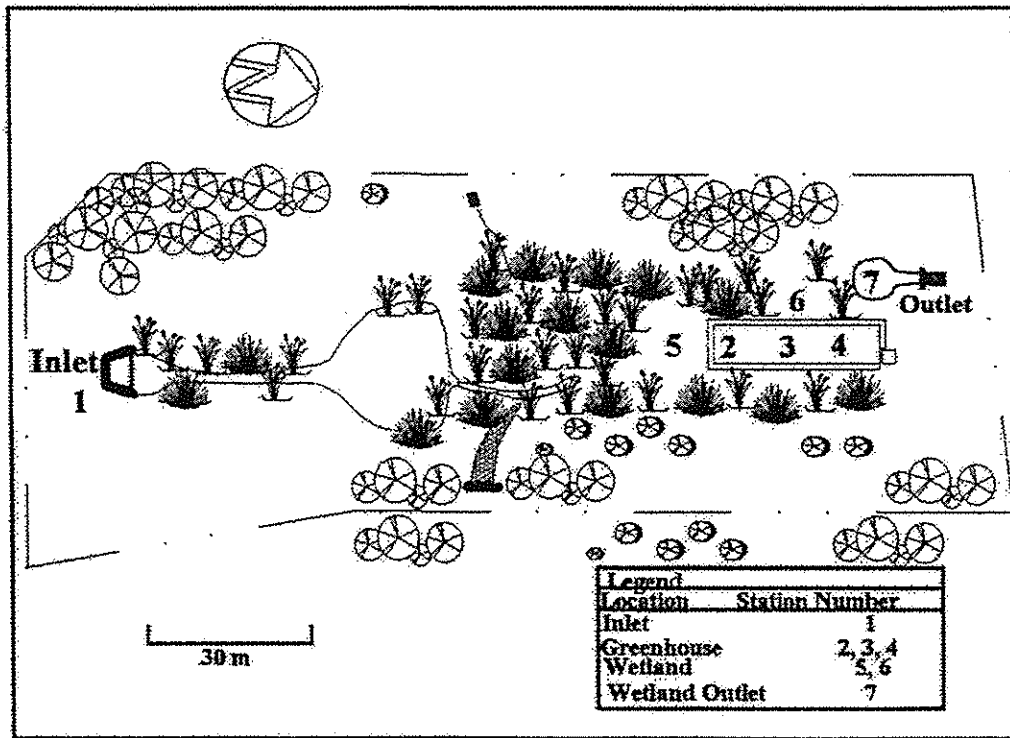 N
7
6
Outlet
Inlet
5 2 3 4
1
Legend
Location Station Number
Inlet 1
Greenhouse 2, 3, 4
Wetland 5, 6
Wetland Outlet 7
30 m